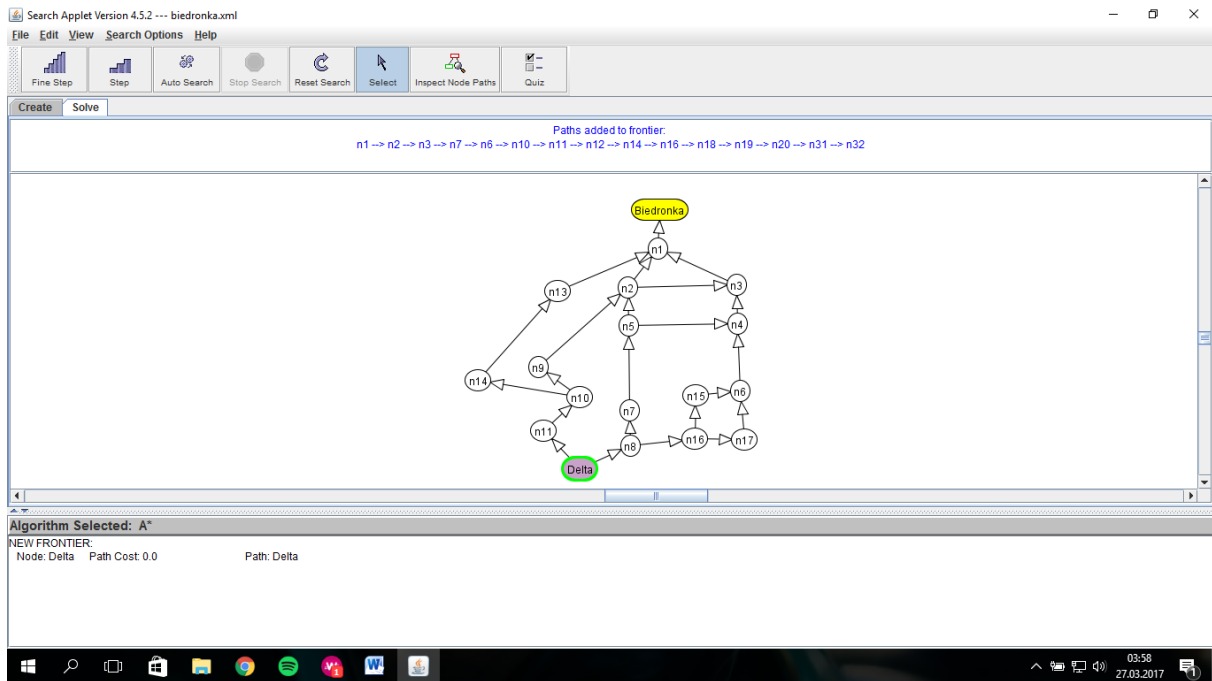 Search Applet Version 4.5.2 --- biedronka.xml
File Edit View Search Options Help
Fine Step Step Auto Search Stop Search Reset Search Select Inspect Node Paths Quiz
Create Solve
Paths added to frontier:
n1 --> n2 --> n3 --> n7 --> n6 --> n10 --> n11 --> n12 --> n14 --> n16 --> n18 --> n19 --> n20 --> n31 --> n32
Biedronka
n1
n13 n2 n3
n5 n4
n9
n14 n10 n15 n6
n7
n11 n8 n16 n17
Delta
Algorithm Selected: A*
NEW FRONTIER:
Node: Delta Path Cost: 0.0 Path: Delta
03:58
27.03.2017